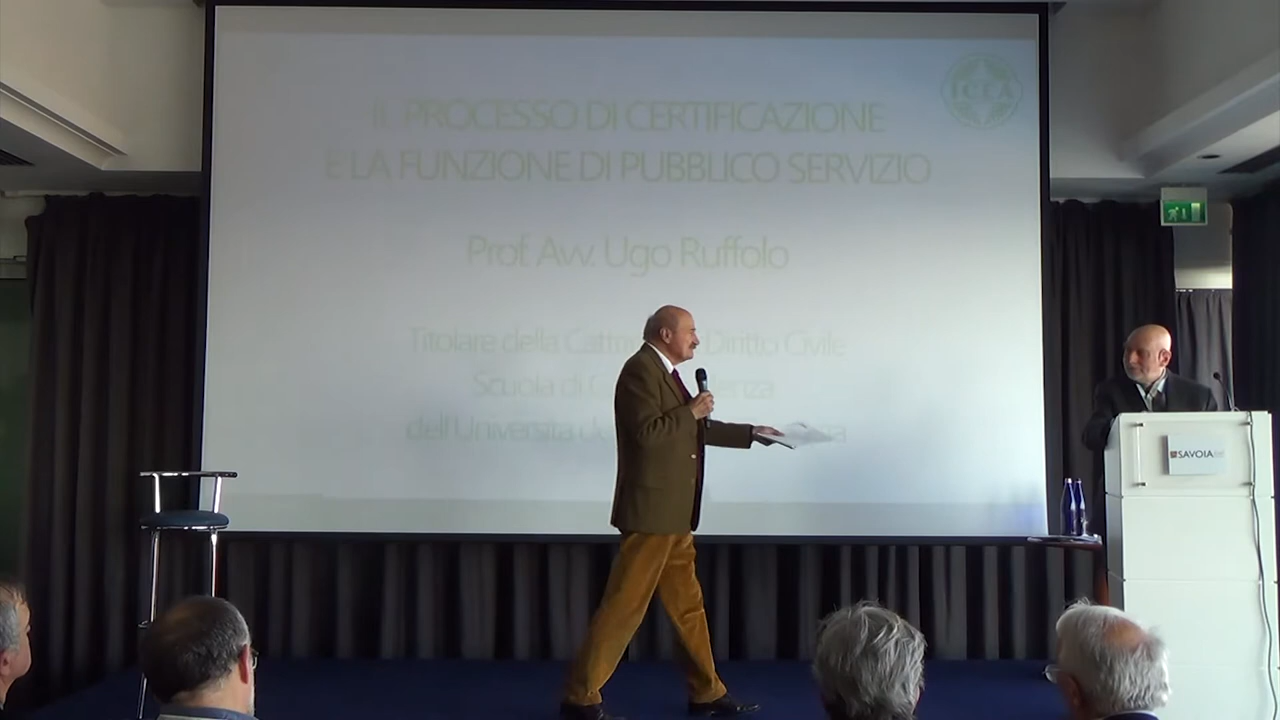 IL PROCESSO DI CERTIFICAZIONE
E LA FUNZIONE DI PUBBLICO SERVIZIO
ICEA
Prof. Avv. Ugo Ruffolo
Titolare della Diritto Civile
Scuola di
dell'Università
SAVOIA